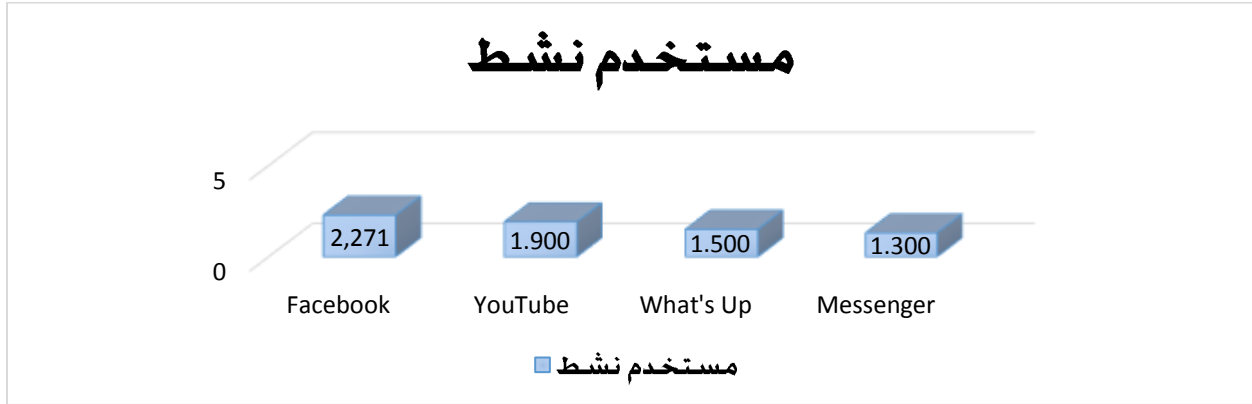 مستخدم نشط
5
0
2,271
1.900
1.500
1.300
Facebook
YouTube
What's Up
Messenger
مستخدم نشط